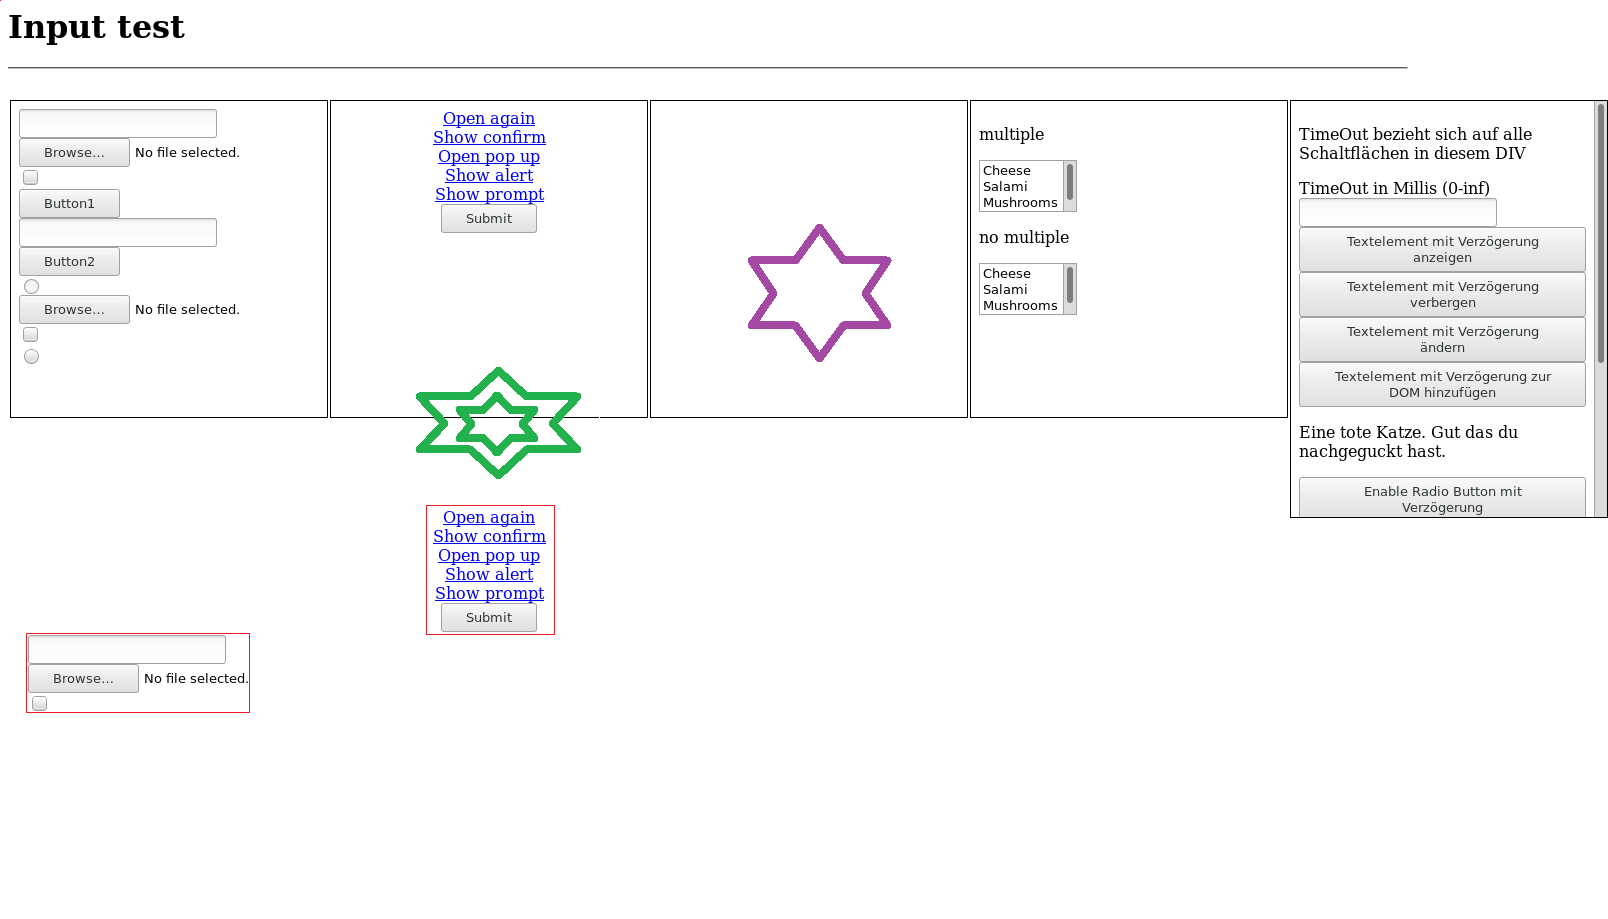 Input test
Browse...
No file selected.
Button1
Button2
Browse...
No file selected.
Open again
Show confirm
Open pop up
Show alert
Show prompt
Submit
multiple
Cheese
Salami
Mushrooms
no multiple
Cheese
Salami
Mushrooms
TimeOut bezieht sich auf alle
Schaltflächen in diesem DIV
TimeOut in Millis (0-inf)
Textelement mit Verzögerung
anzeigen
Textelement mit Verzögerung
verbergen
Textelement mit Verzögerung
ändern
Textelement mit Verzögerung zur
DOM hinzufügen
Eine tote Katze. Gut das du
nachgeguckt hast.
Enable Radio Button mit
Verzögerung
Open again
Show confirm
Open pop up
Show alert
Show prompt
Submit
Browse...
No file selected.